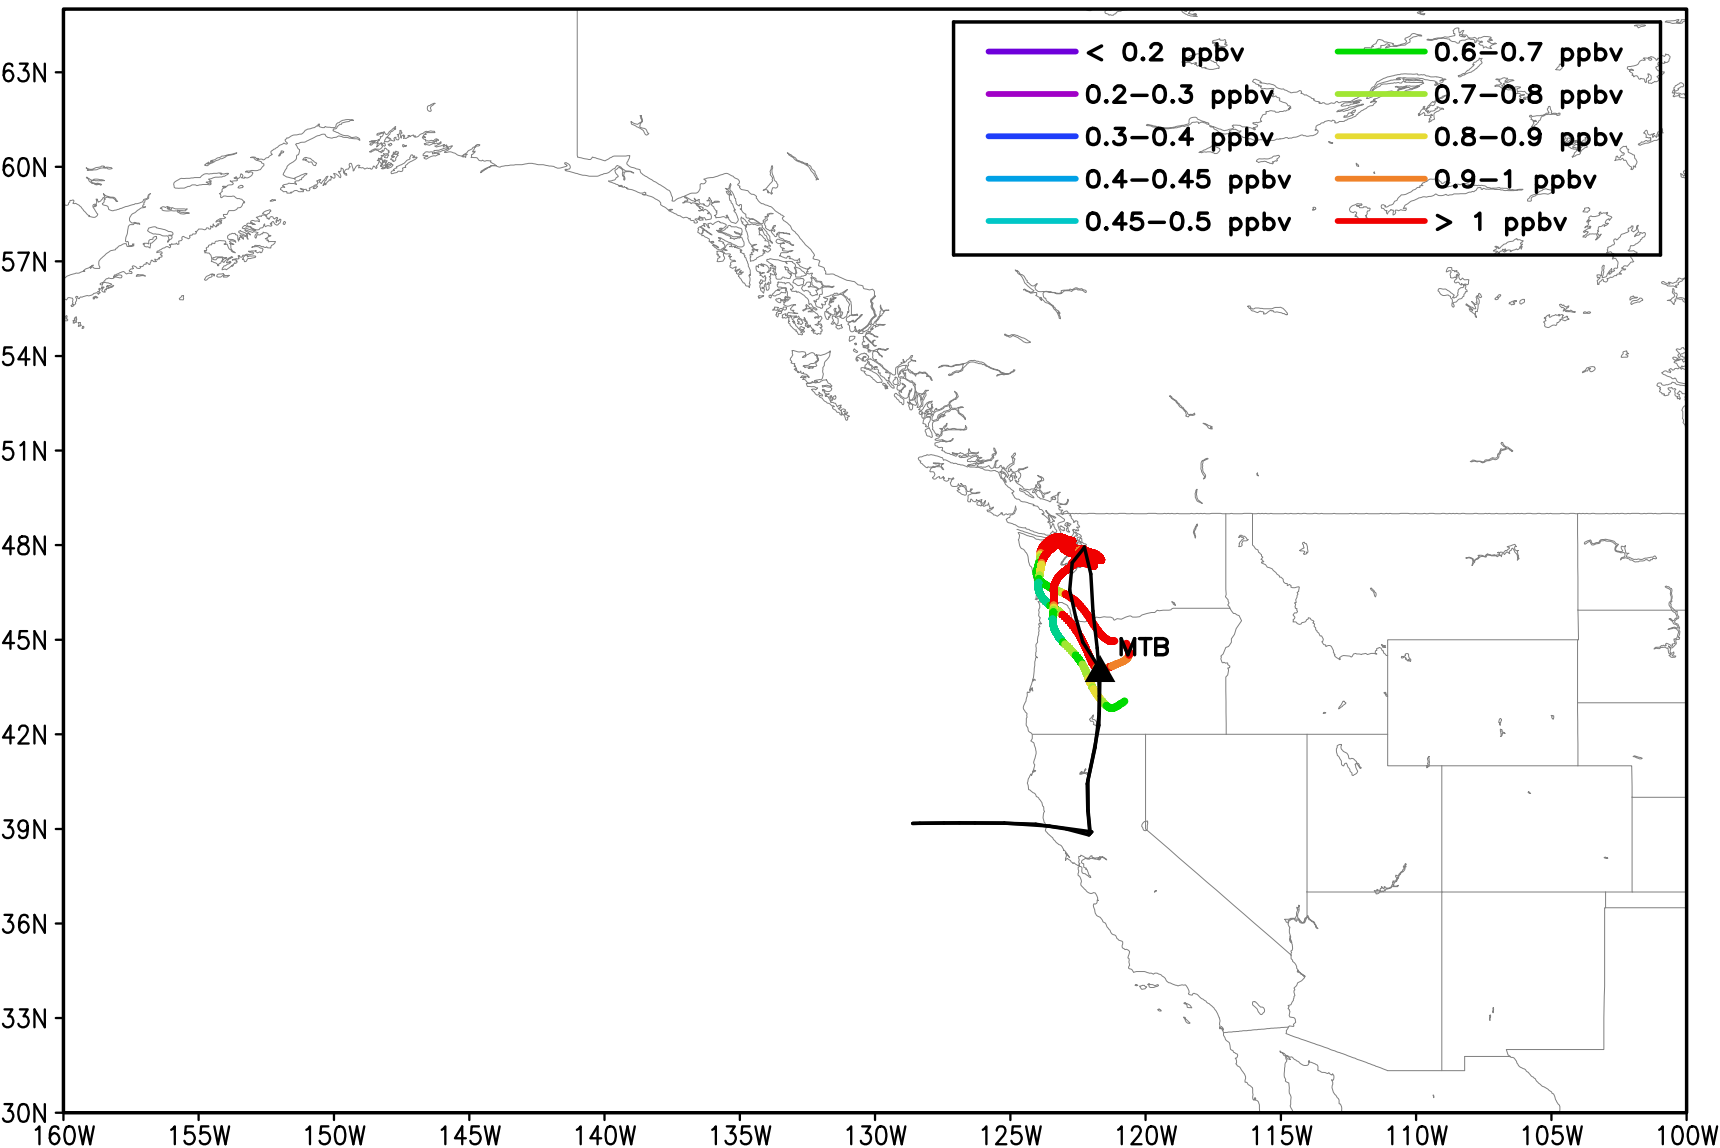 < 0.2 ppbv
0.2-0.3 ppbv
0.3-0.4 ppbv
0.4-0.45 ppbv
0.45-0.5 ppbv
0.6-0.7 ppbv
0.7-0.8 ppbv
0.8-0.9 ppbv
0.9-1 ppbv
> 1 ppbv
63N
60N
57N
54N
51N
48N
45N
42N
39N
36N
33N
30N
MTB
160W 155W 150W 145W 140W 135W 130W 125W 120W 115W 110W 105W 100W